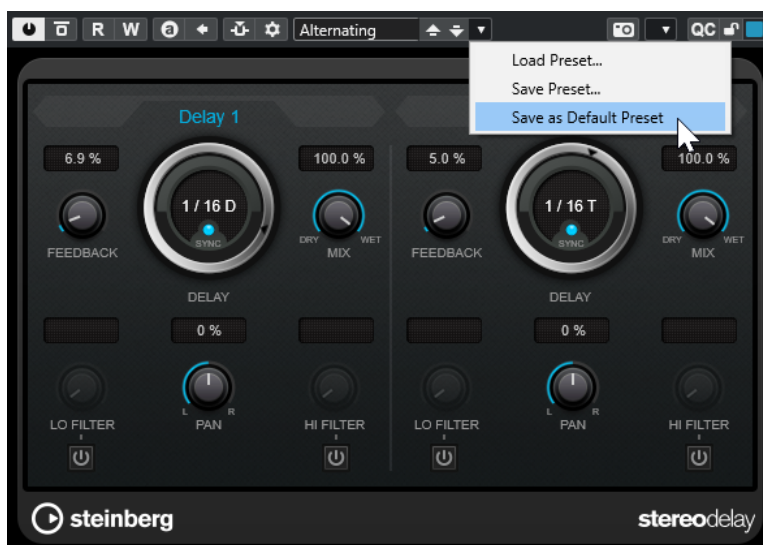 R W a Alternating QC
Load Preset...
Save Preset...
Save as Default Preset
Delay 1
6.9 % 100.0 % 5.0 % 100.0 %
1 / 16 D 1 / 16 T
SYNC SYNC
FEEDBACK DRY WET MIX FEEDBACK DRY WET MIX
DELAY DELAY
0 % 0 %
L R L R
LO FILTER PAN HI FILTER LO FILTER PAN HI FILTER
steinberg stereodelay